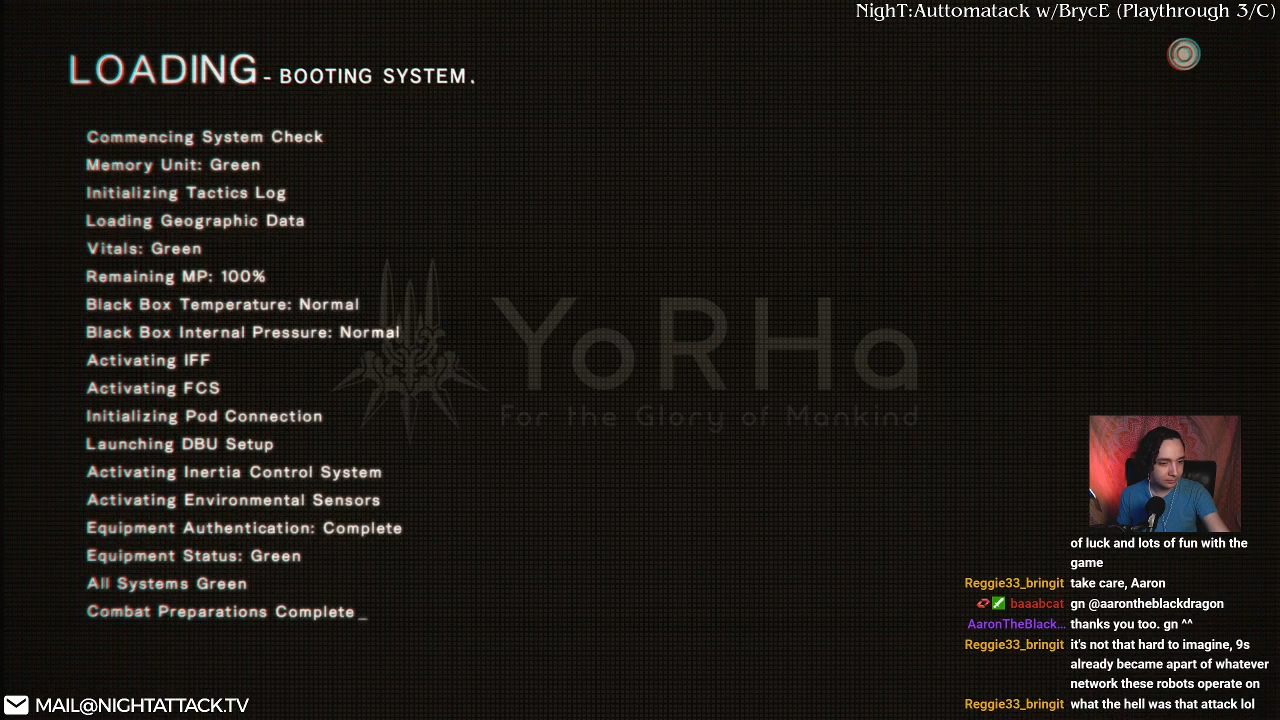 NighT:Auttomatack w/BrycE (Playthrough 3/C)
LOADING - BOOTING SYSTEM.
Commencing System Check
Memory Unit: Green
Initializing Tactics Log
Loading Geographic Data
Vitals: Green
Remaining MP: 100%
Black Box Temperature: Normal
Black Box Internal Pressure: Normal
Activating IFF
Activating FCS
Initializing Pod Connection
Launching DBU Setup
Activating Inertia Control System
Activating Environmental Sensors
Equipment Authentication: Complete
Equipment Status: Green
All Systems Green
Combat Preparations Complete _
YoRHa
For the Glory of Mankind
of luck and lots of fun with the
game
Reggie33_bringit take care, Aaron
baaabcat gn @aarontheblackdragon
AaronTheBlack... thanks you too. gn ^^
Reggie33_bringit it's not that hard to imagine, 9s
already became apart of whatever
network these robots operate on
Reggie33_bringit what the hell was that attack lol
MAIL@NIGHTATTACK.TV